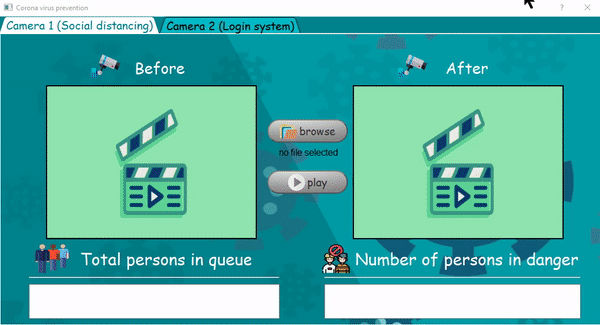 Corona virus prevention
Camera 1 (Social distancing)
Camera 2 (Login system)
Before
After
browse
no file selected
play
Total persons in queue
Number of persons in danger